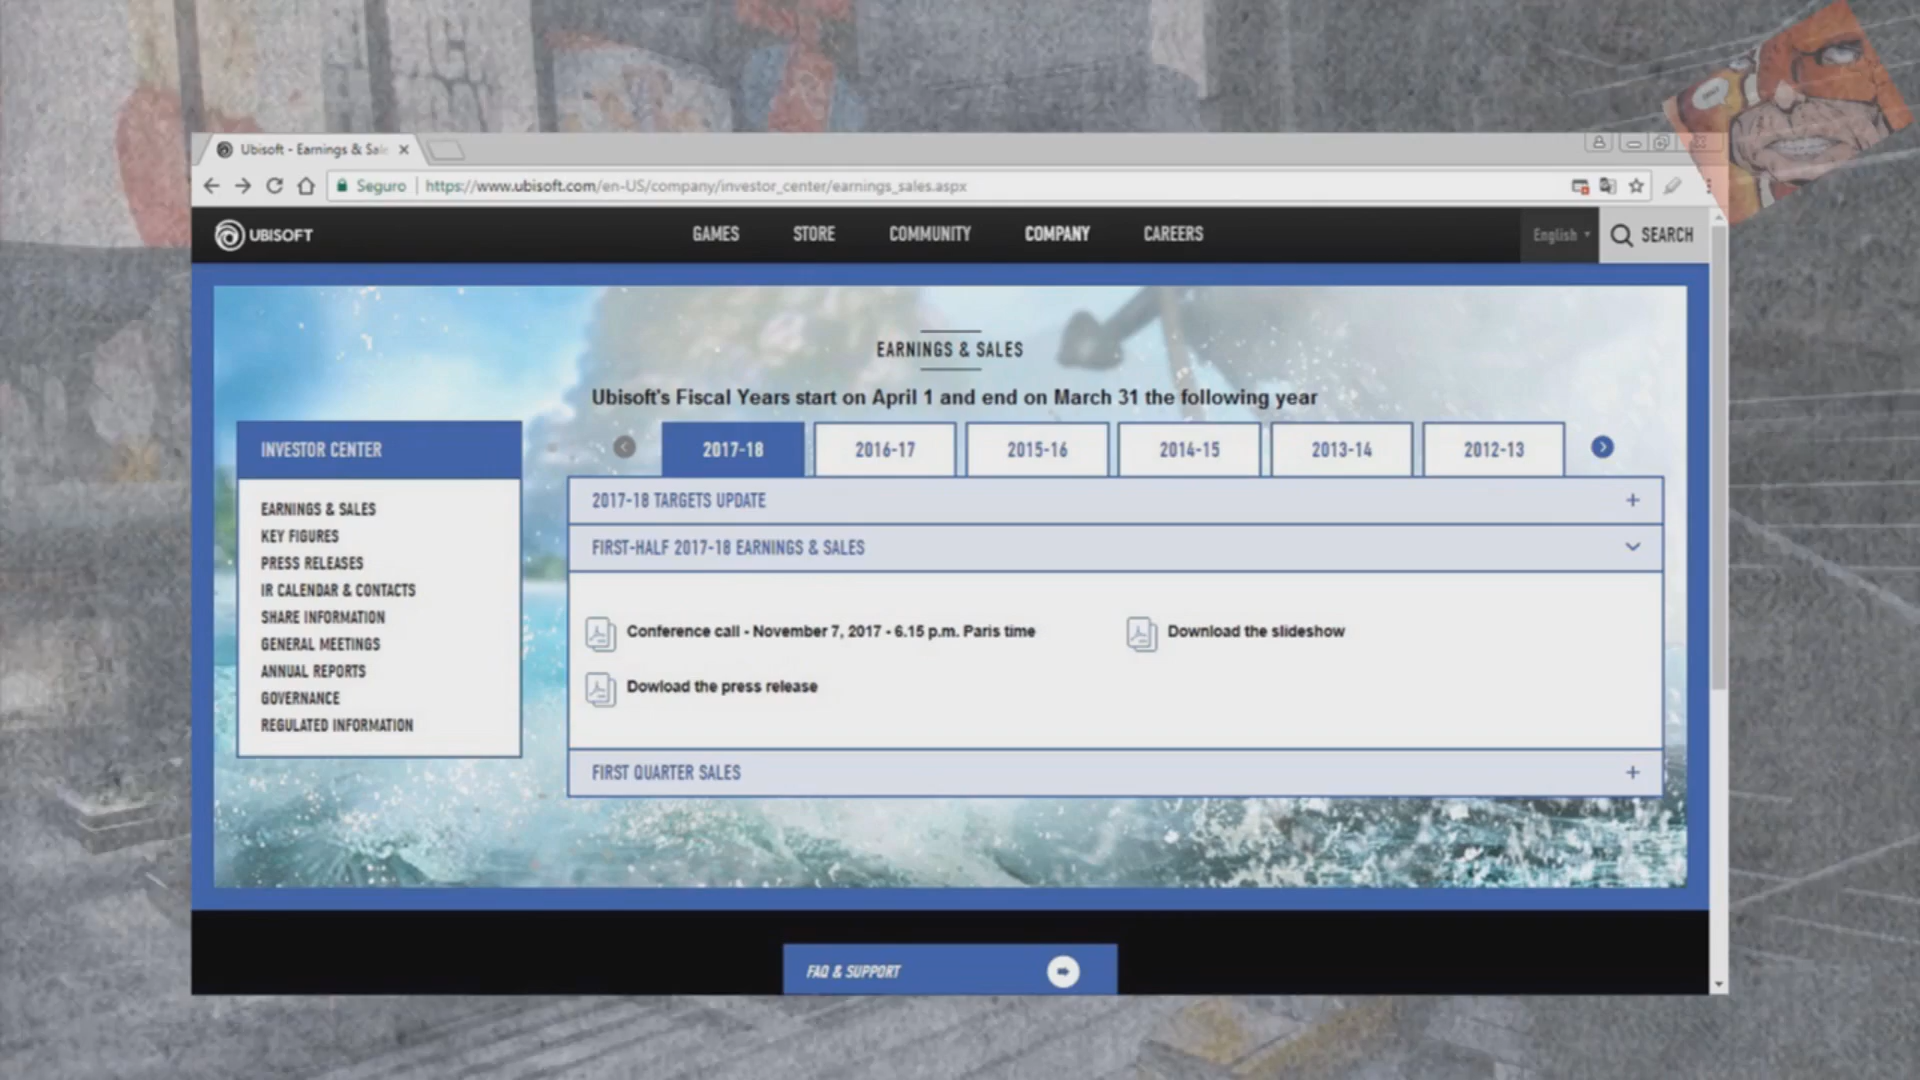 Ubisoft - Earnings & Sale
Seguro
https://www.ubisoft.com/en-US/company/investor_center/earnings_sales.aspx
UBISOFT
GAMES
STORE
COMMUNITY
COMPANY
CAREERS
English
SEARCH
EARNINGS & SALES
Ubisoft's Fiscal Years start on April 1 and end on March 31 the following year
INVESTOR CENTER
EARNINGS & SALES
KEY FIGURES
PRESS RELEASES
IR CALENDAR & CONTACTS
SHARE INFORMATION
GENERAL MEETINGS
ANNUAL REPORTS
GOVERNANCE
REGULATED INFORMATION
2017-18
2016-17
2015-16
2014-15
2013-14
2012-13
2017-18 TARGETS UPDATE
FIRST-HALF 2017-18 EARNINGS & SALES
Conference call - November 7, 2017 - 6.15 p.m. Paris time
Download the slideshow
Dowload the press release
FIRST QUARTER SALES
FAQ & SUPPORT